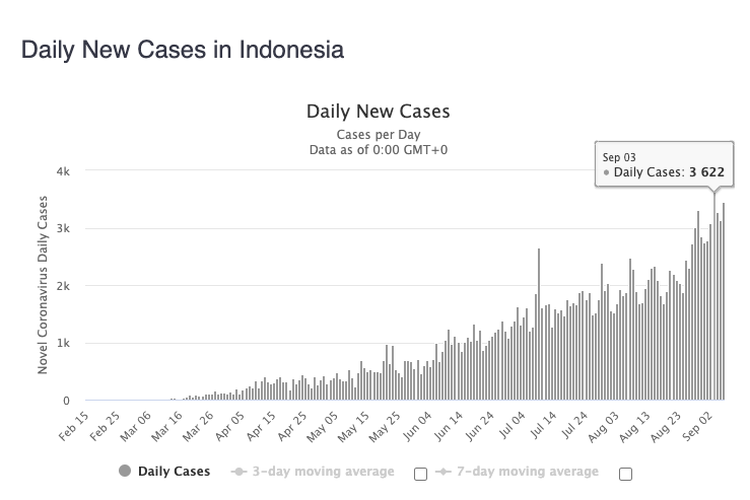 Daily New Cases in Indonesia
Daily New Cases
Cases per Day
Data as of 0:00 GMT+0
Sep 03
Daily Cases: 3 622
4k
3k
2k
1k
0
Novel Coronavirus Daily Cases
Feb 15
Feb 25
Mar 06
Mar 16
Mar 26
Apr 05
Apr 15
Apr 25
May 05
May 15
May 25
Jun 04
Jun 14
Jun 24
Jul 04
Jul 14
Jul 24
Aug 03
Aug 13
Aug 23
Sep 02
Daily Cases
3-day moving average
7-day moving average